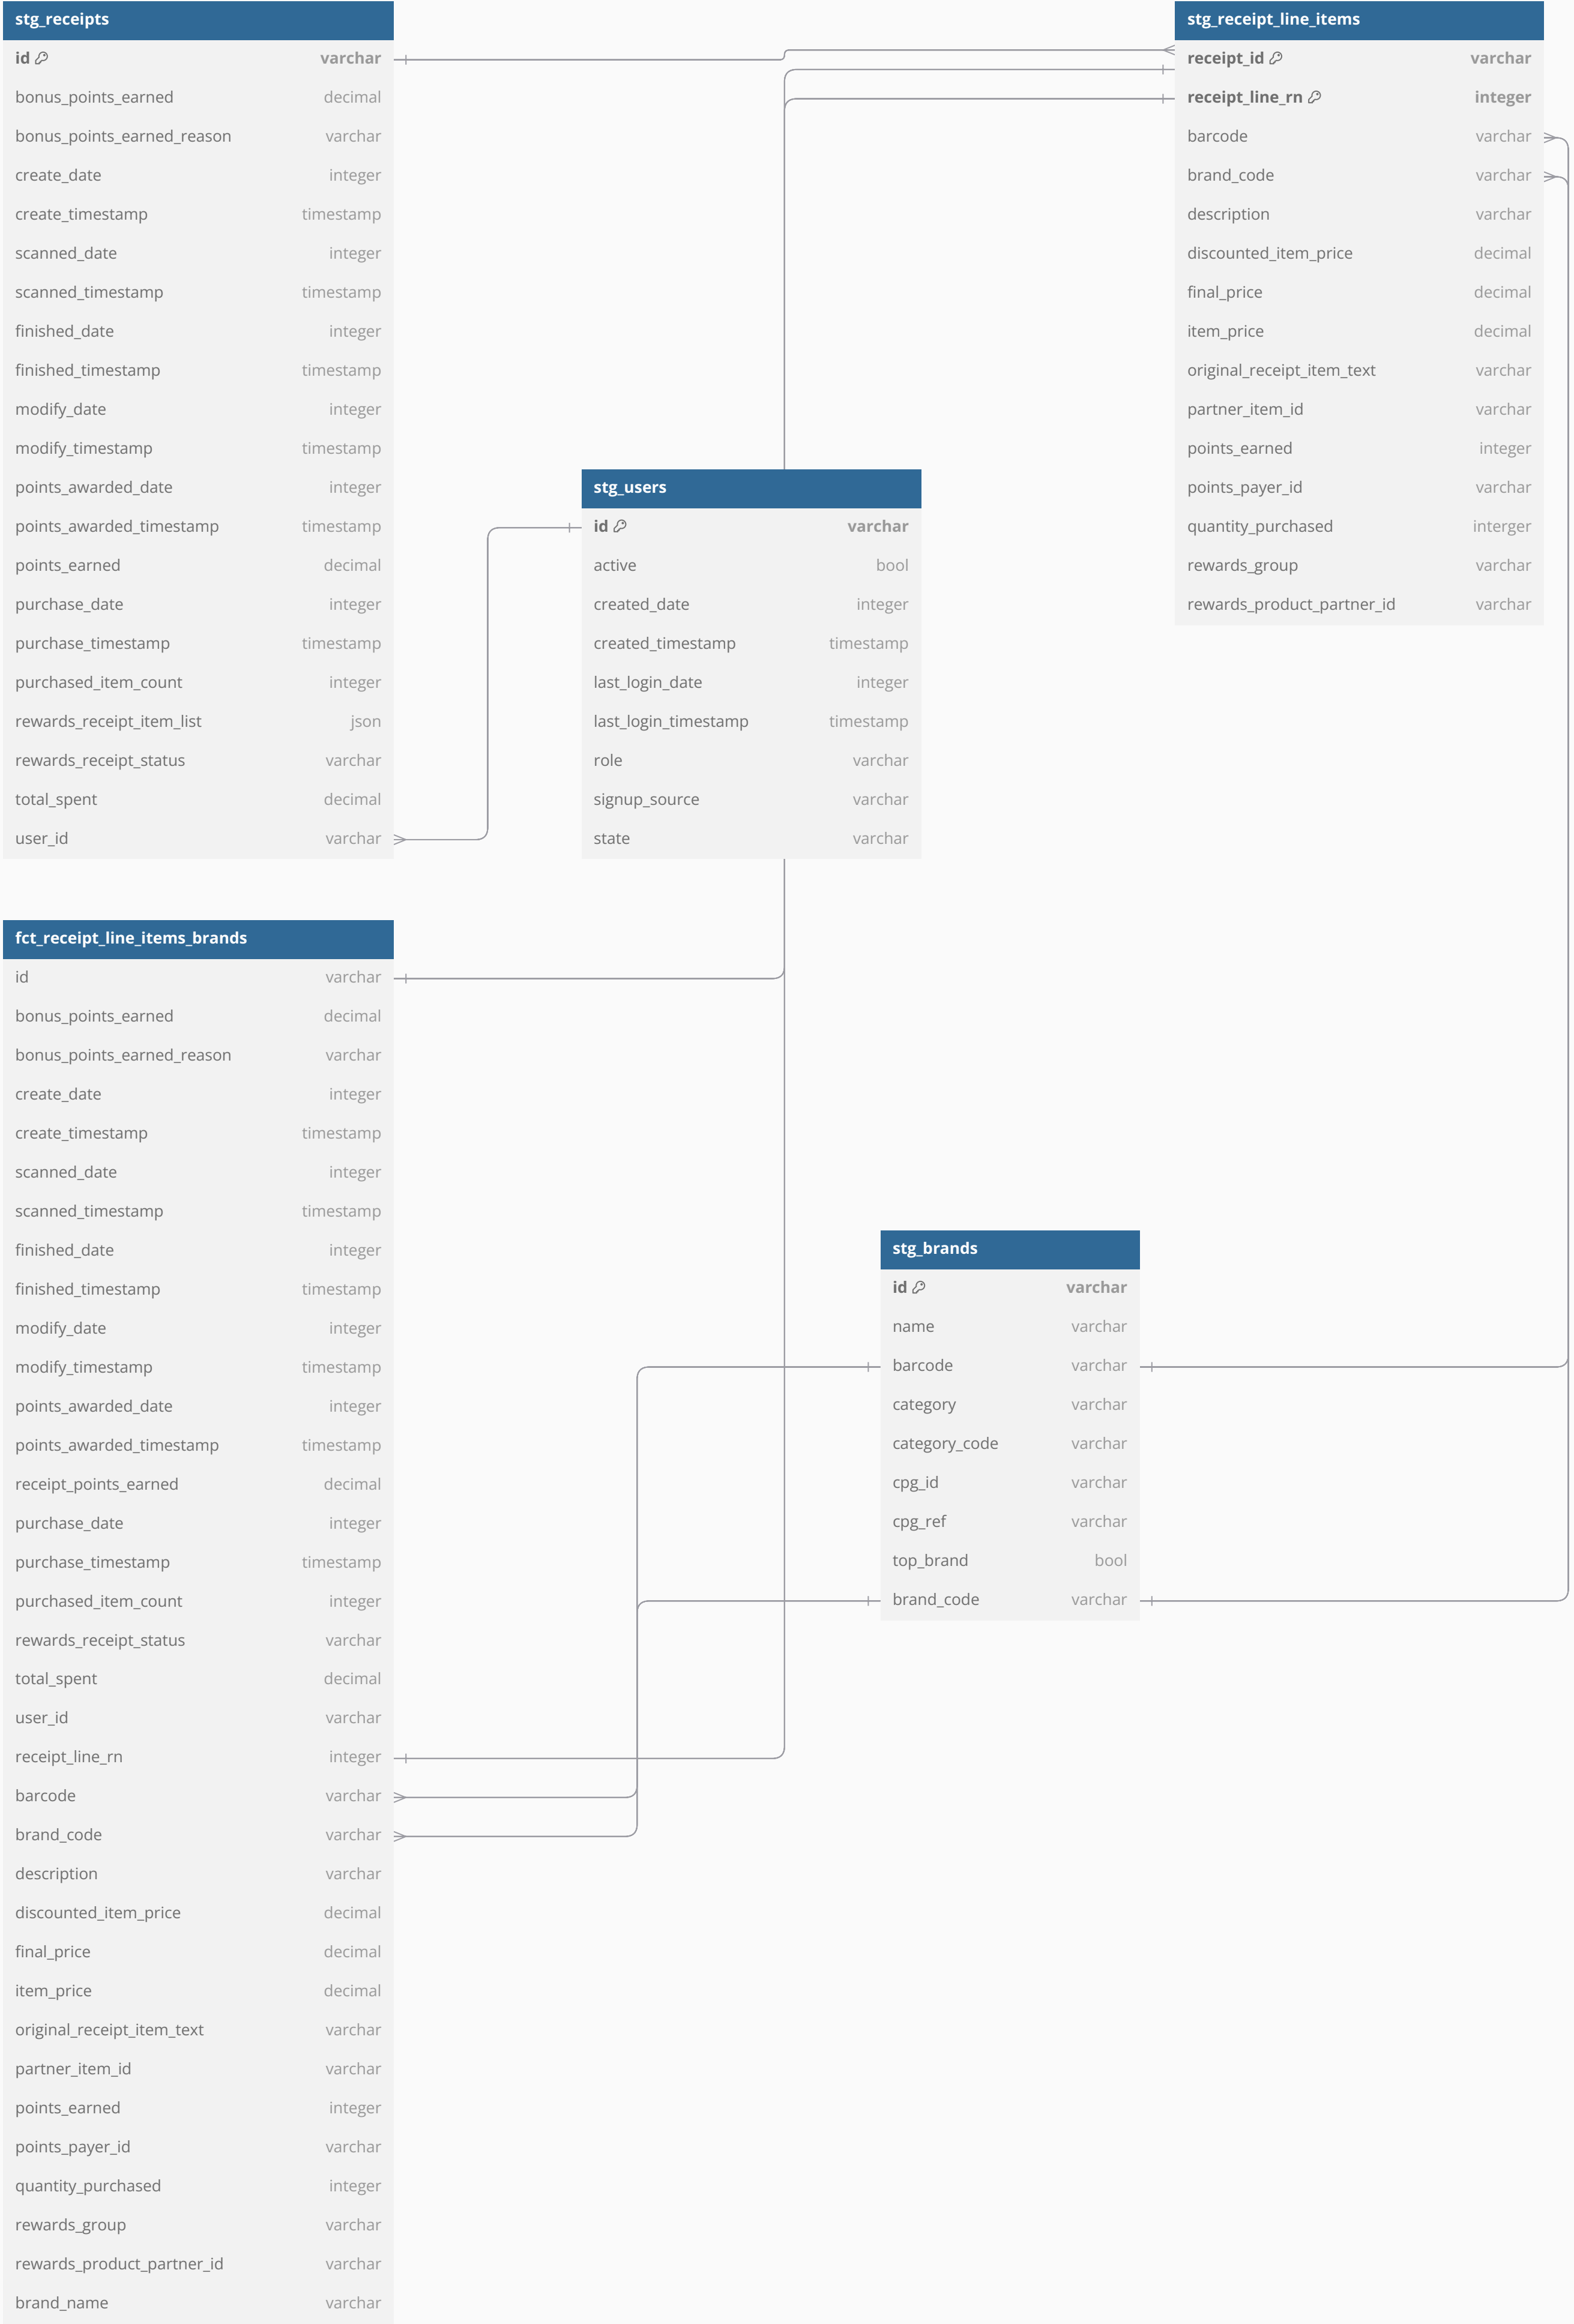 stg_receipts
id varchar
bonus_points_earned decimal
bonus_points_earned_reason varchar
create_date integer
create_timestamp timestamp
scanned_date integer
scanned_timestamp timestamp
finished_date integer
finished_timestamp timestamp
modify_date integer
modify_timestamp timestamp
points_awarded_date integer
points_awarded_timestamp timestamp
points_earned decimal
purchase_date integer
purchase_timestamp timestamp
purchased_item_count integer
rewards_receipt_item_list json
rewards_receipt_status varchar
total_spent decimal
user_id varchar
stg_receipt_line_items
receipt_id varchar
receipt_line_rn integer
barcode varchar
brand_code varchar
description varchar
discounted_item_price decimal
final_price decimal
item_price decimal
original_receipt_item_text varchar
partner_item_id varchar
points_earned integer
points_payer_id varchar
quantity_purchased interger
rewards_group varchar
rewards_product_partner_id varchar
stg_users
id varchar
active bool
created_date integer
created_timestamp timestamp
last_login_date integer
last_login_timestamp timestamp
role varchar
signup_source varchar
state varchar
fct_receipt_line_items_brands
id varchar
bonus_points_earned decimal
bonus_points_earned_reason varchar
create_date integer
create_timestamp timestamp
scanned_date integer
scanned_timestamp timestamp
finished_date integer
finished_timestamp timestamp
modify_date integer
modify_timestamp timestamp
points_awarded_date integer
points_awarded_timestamp timestamp
receipt_points_earned decimal
purchase_date integer
purchase_timestamp timestamp
purchased_item_count integer
rewards_receipt_status varchar
total_spent decimal
user_id varchar
receipt_line_rn integer
barcode varchar
brand_code varchar
description varchar
discounted_item_price decimal
final_price decimal
item_price decimal
original_receipt_item_text varchar
partner_item_id varchar
points_earned integer
points_payer_id varchar
quantity_purchased integer
rewards_group varchar
rewards_product_partner_id varchar
brand_name varchar
stg_brands
id varchar
name varchar
barcode varchar
category varchar
category_code varchar
cpg_id varchar
cpg_ref varchar
top_brand bool
brand_code varchar